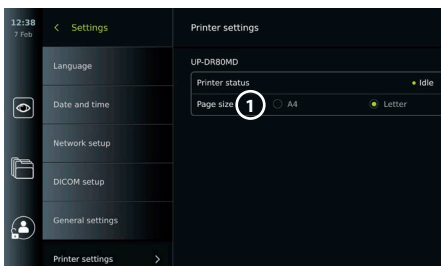 12:38
7 Feb
Settings
Language
Date and time
Network setup
DICOM setup
General settings
Printer settings
Printer settings
UP-DR80MD
Printer status Idle
Page size 1 A4 Letter